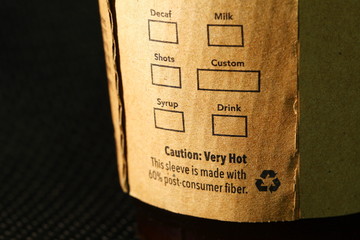 Decaf Milk
Shots Custom
Syrup Drink
Caution: Very Hot
This sleeve is made with
60% post-consumer fiber.